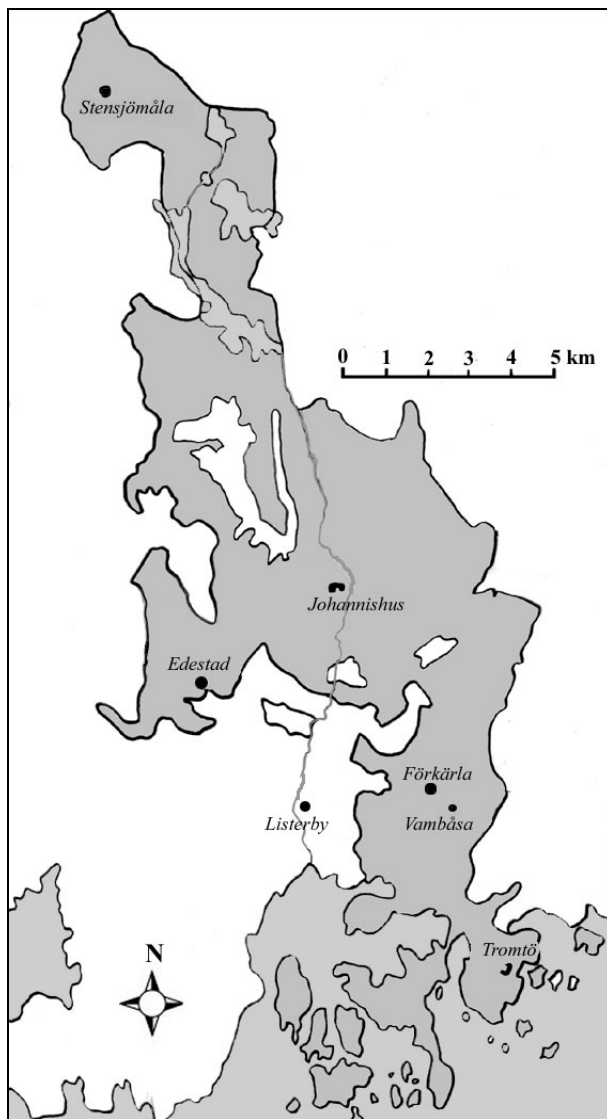 Stensjömåla
0 1 2 3 4 5 km
Johannishus
Edestad
Förkärla
Listerby
Vambåsa
Tromtö
N